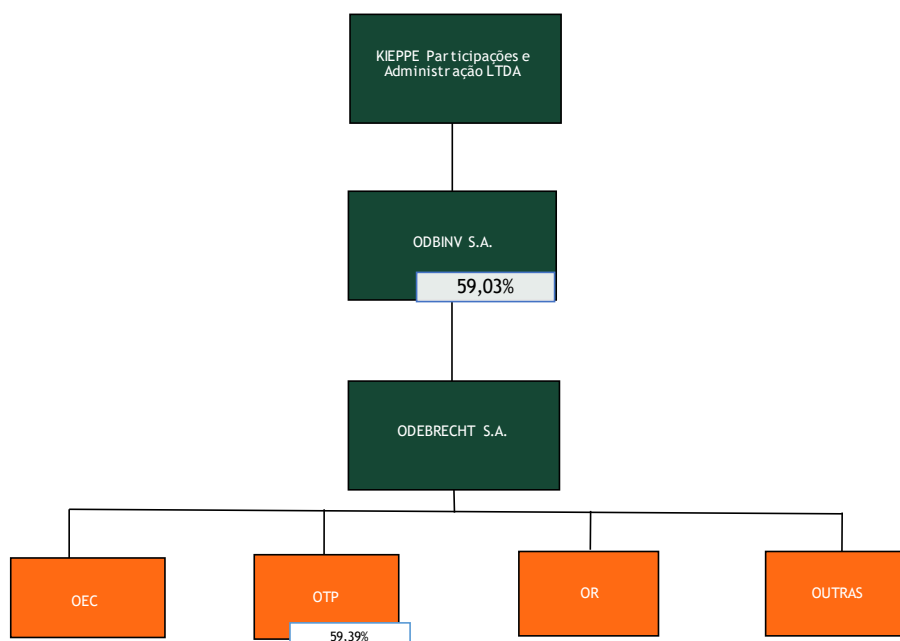 KIEPPE Participações e
Administração LTDA
ODBINV S.A.
59,03%
ODEBRECHT S.A.
OEC
OTP
OR
OUTRAS
59,39%